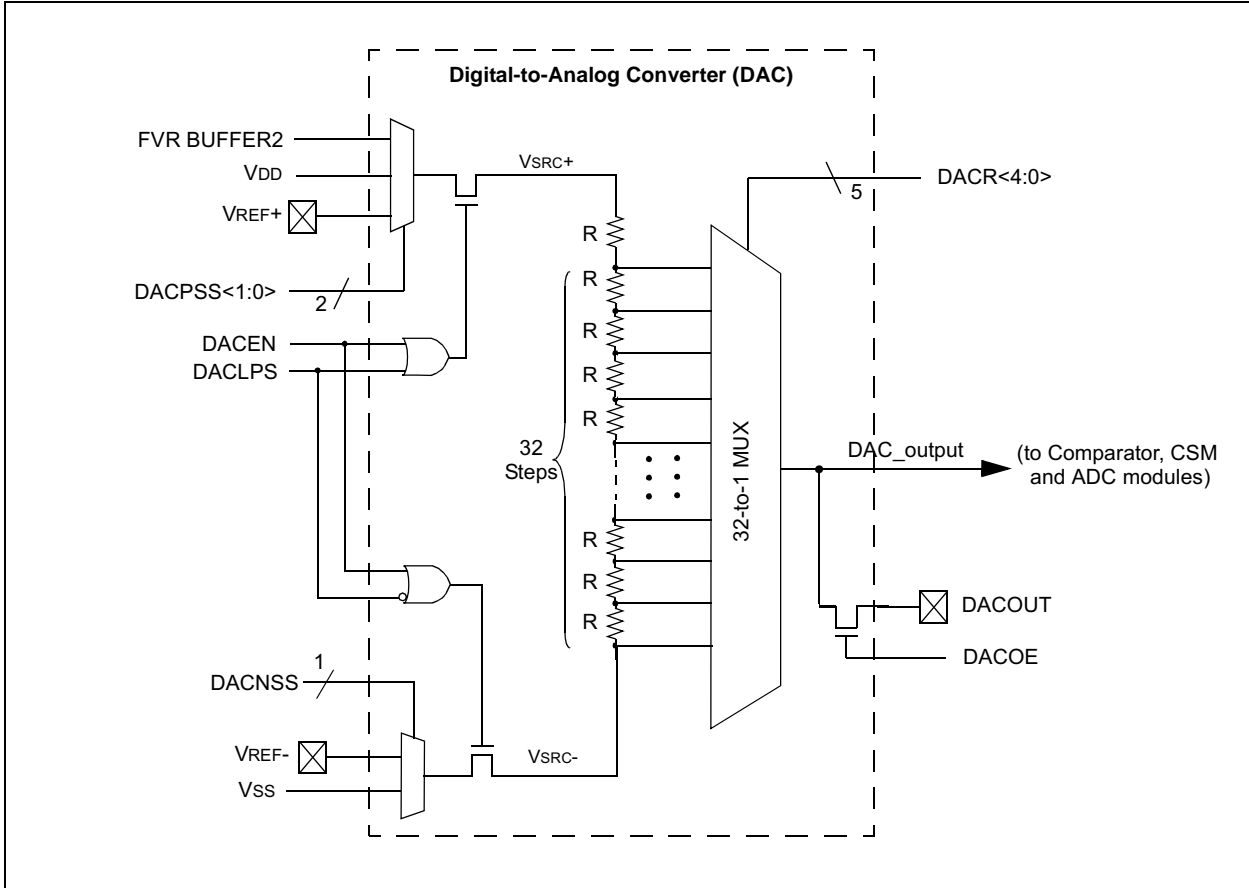 Digital-to-Analog Converter (DAC)
FVR BUFFER2
VDD
VREF+
DACPSS<1:0>
2
DACEN
DACLPS
VSRC+
DACR<4:0>
5
R
R
R
R
R
32
Steps
R
R
R
32-to-1 MUX
DAC_output
(to Comparator, CSM
and ADC modules)
DACOUT
DACOE
DACNSS
1
VREF-
VSS
VSRC-